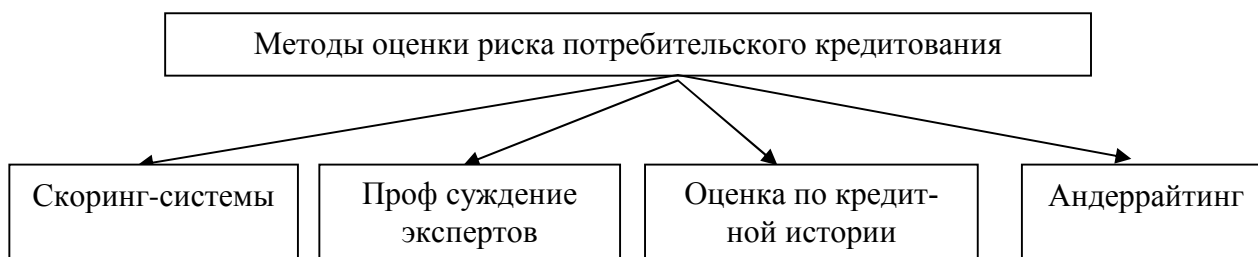 Методы оценки риска потребительского кредитования
Скоринг-системы
Проф суждение
экспертов
Оценка по кредит-
ной истории
Андеррайтинг